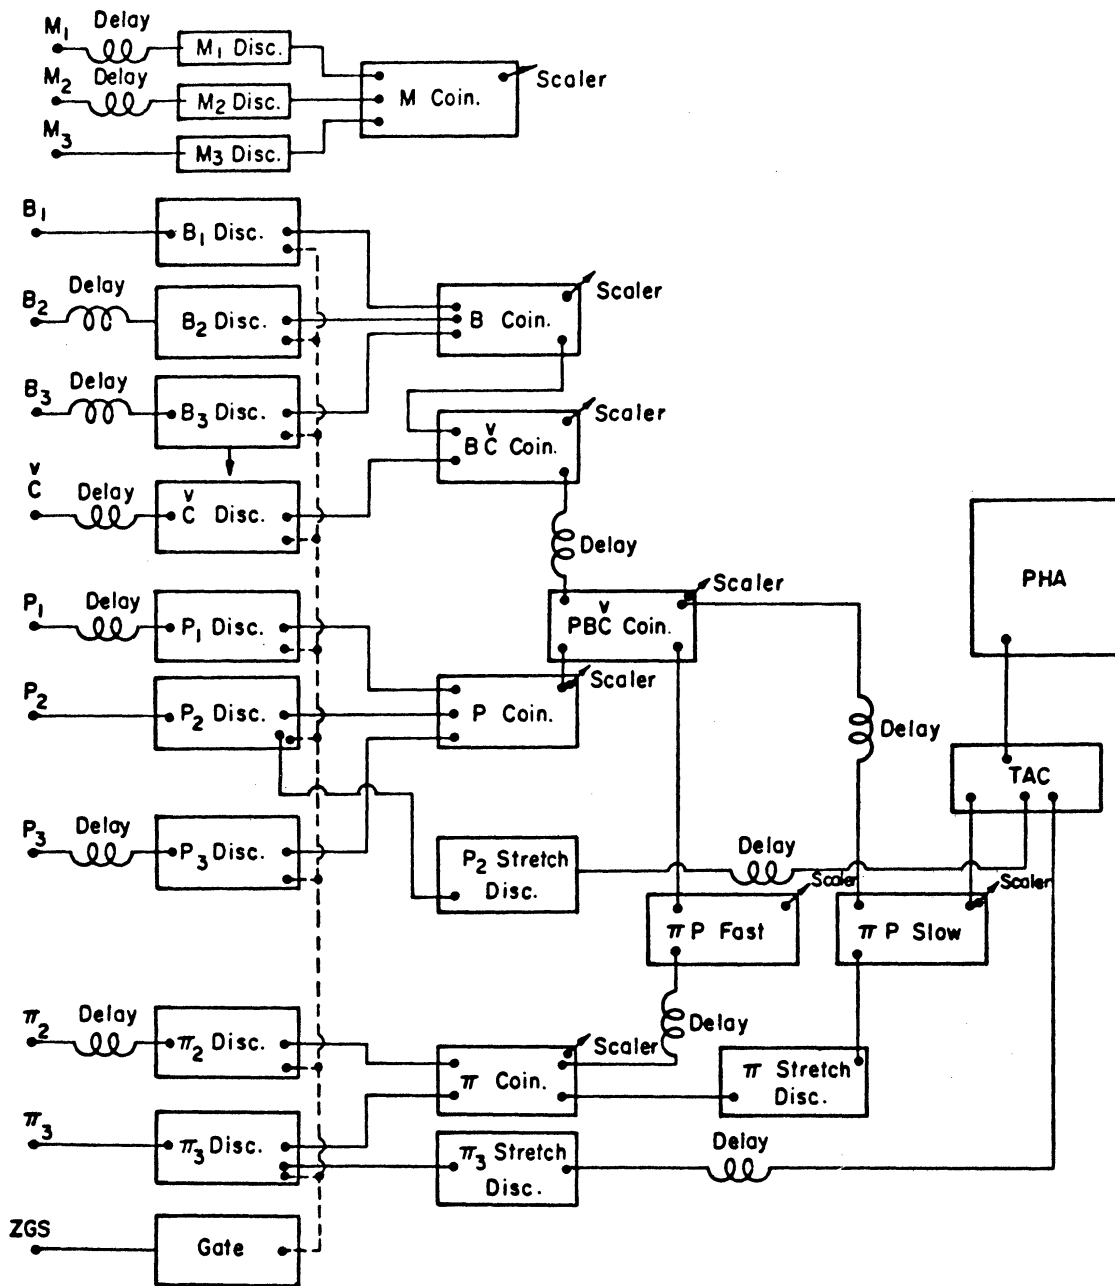 M1 Delay
M1 Disc.
M2 Delay
M2 Disc.
M3
M3 Disc.
M Coin.
Scaler
B1
B1 Disc.
B2 Delay
B2 Disc.
B Coin.
Scaler
B3 Delay
B3 Disc.
BČ Coin.
Scaler
Č Delay
Č Disc.
Delay
PHA
P1 Delay
P1 Disc.
PBČ Coin.
Scaler
P2
P2 Disc.
P Coin.
Scaler
Delay
TAC
P3 Delay
P3 Disc.
P2 Stretch
Disc.
Delay
Scaler
Scaler
πP Fast
πP Slow
π2 Delay
π2 Disc.
π Coin.
Scaler
Delay
π Stretch
Disc.
π3
π3 Disc.
π3 Stretch
Disc.
Delay
ZGS
Gate